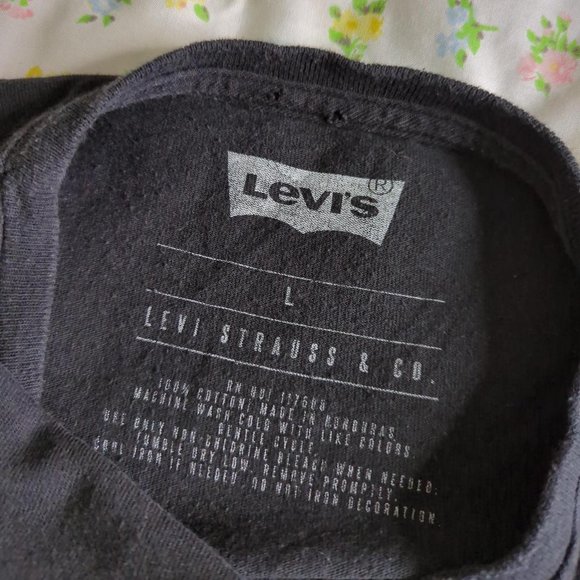 Levi's®
L
LEVI STRAUSS & CO.
RN
100% COTTON. MADE IN HONDURAS.
MACHINE WASH COLD WITH LIKE COLORS.
GENTLE CYCLE.
USE ONLY NON-CHLORINE BLEACH WHEN NEEDED.
TUMBLE DRY LOW. REMOVE PROMPTLY.
COOL IRON IF NEEDED. DO NOT IRON DECORATION.